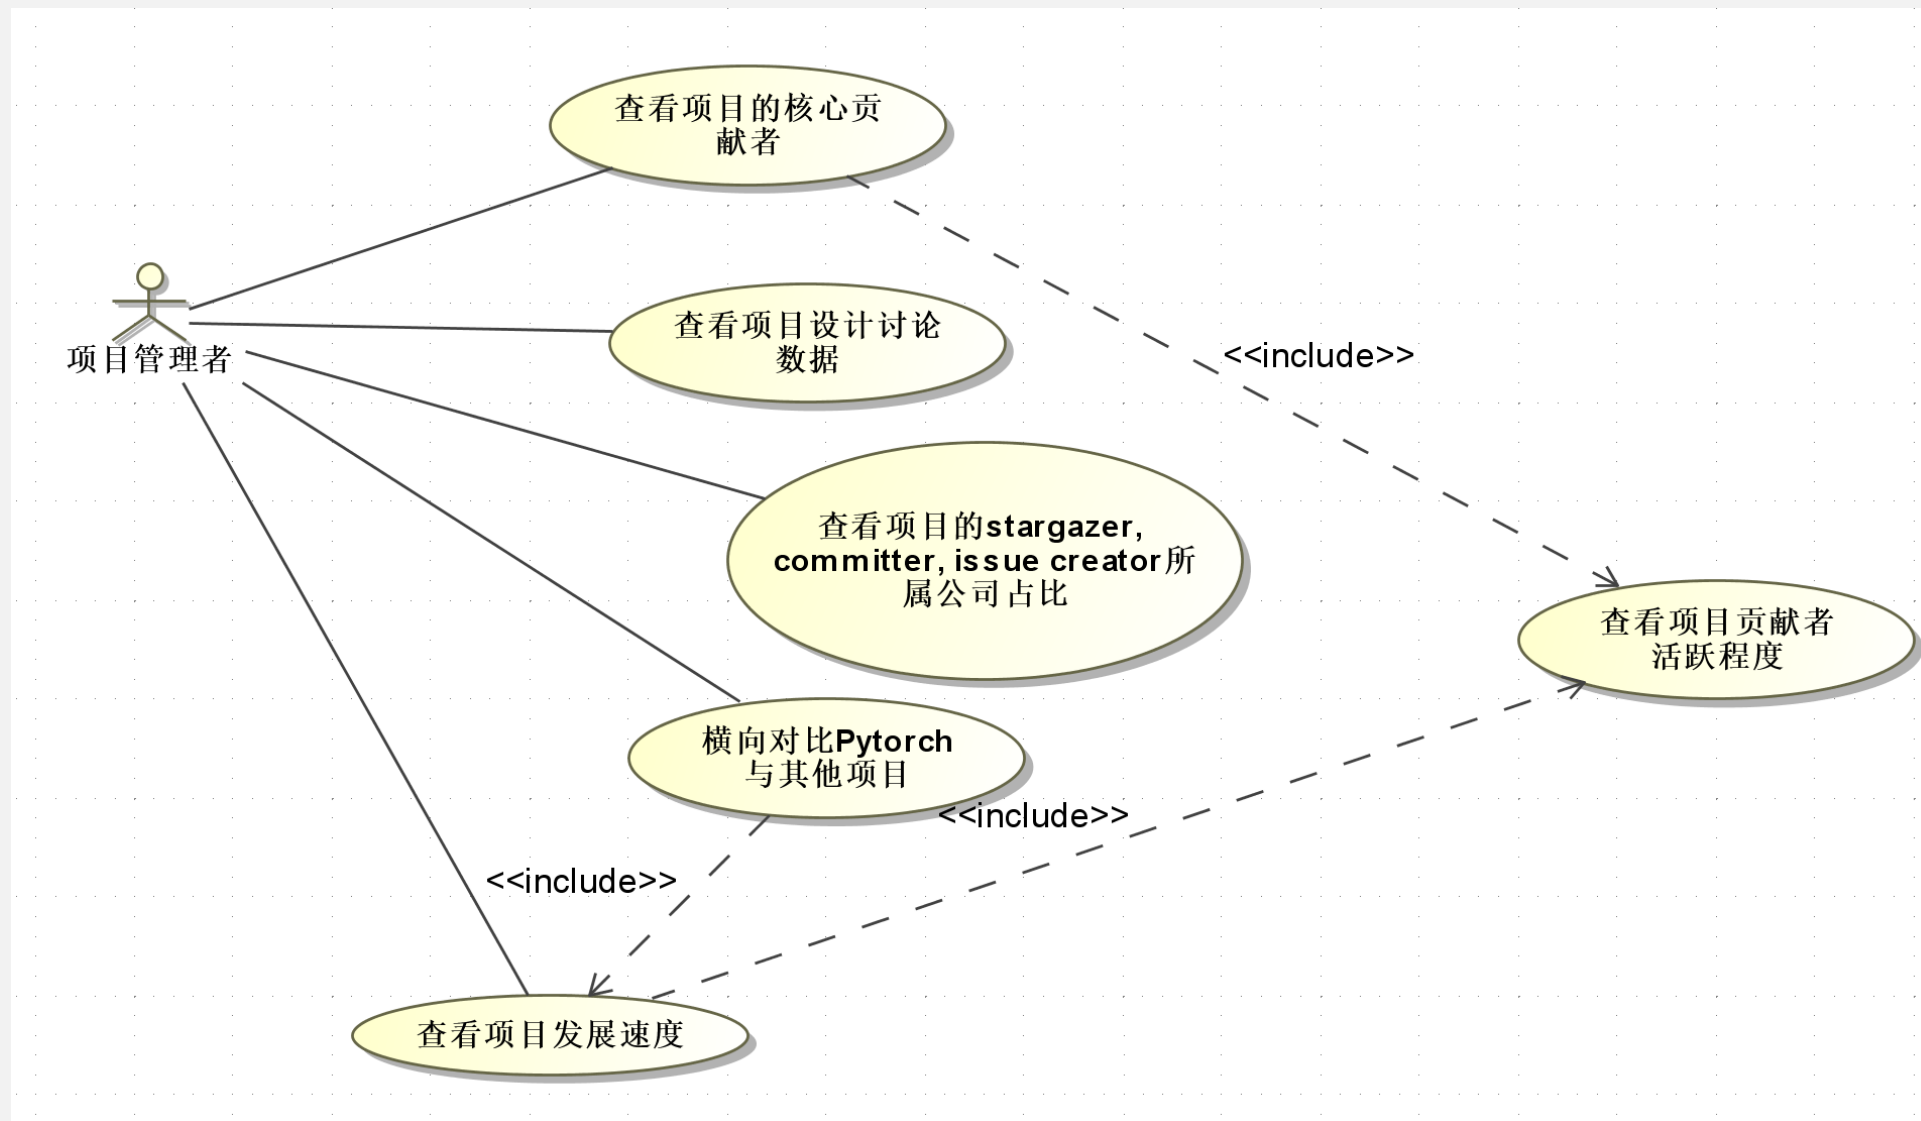 查看项目的核心贡
献者
查看项目设计讨论
数据
项目管理者
<<include>>
查看项目的stargazer,
committer, issue creator所
属公司占比
查看项目贡献者
活跃程度
横向对比Pytorch
与其他项目
<<include>>
<<include>>
查看项目发展速度